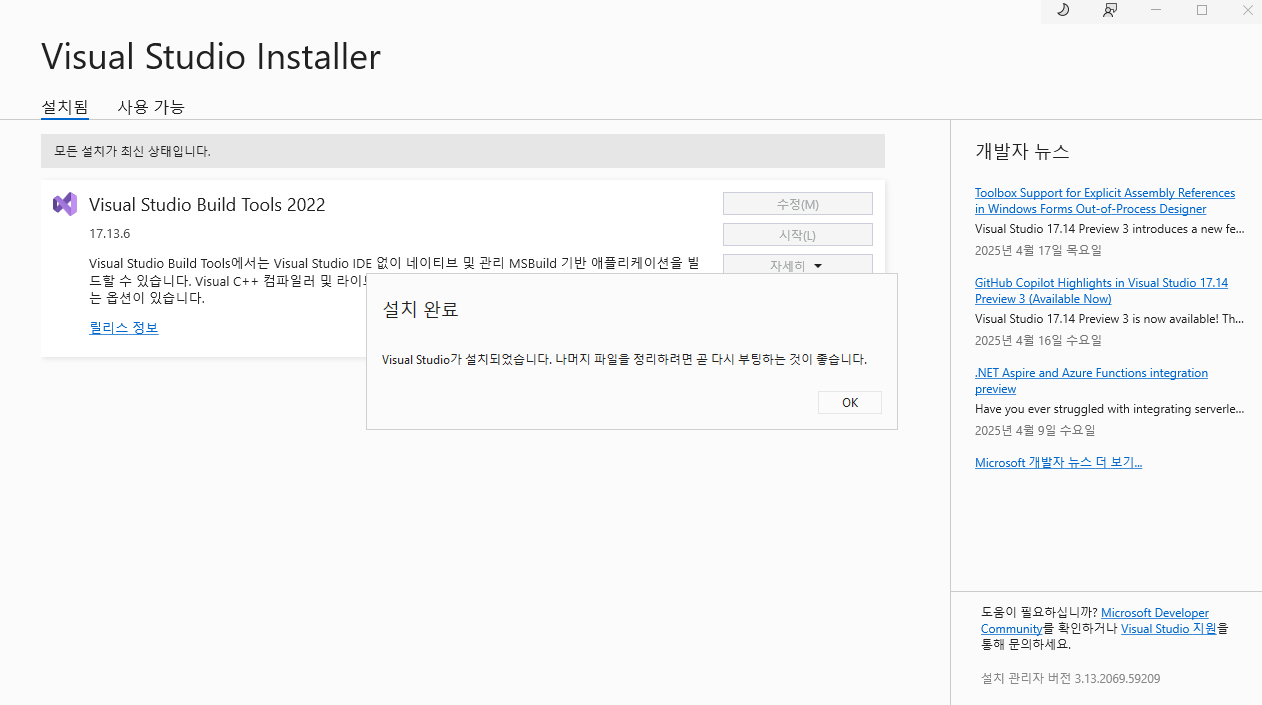 Visual Studio Installer
설치됨 사용 가능
모든 설치가 최신 상태입니다.
Visual Studio Build Tools 2022
17.13.6
Visual Studio Build Tools에서는 Visual Studio IDE 없이 네이티브 및 관리 MSBuild 기반 애플리케이션을 빌
드할 수 있습니다. Visual C++ 컴파일러 및 라이
는 옵션이 있습니다.
릴리스 정보
수정(M)
시작(L)
자세히
설치 완료
Visual Studio가 설치되었습니다. 나머지 파일을 정리하려면 곧 다시 부팅하는 것이 좋습니다.
OK
개발자 뉴스
Toolbox Support for Explicit Assembly References
in Windows Forms Out-of-Process Designer
Visual Studio 17.14 Preview 3 introduces a new fe...
2025년 4월 17일 목요일
GitHub Copilot Highlights in Visual Studio 17.14
Preview 3 (Available Now)
Visual Studio 17.14 Preview 3 is now available! Th...
2025년 4월 16일 수요일
.NET Aspire and Azure Functions integration
preview
Have you ever struggled with integrating serverle...
2025년 4월 9일 수요일
Microsoft 개발자 뉴스 더 보기...
도움이 필요하십니까? Microsoft Developer
Community를 확인하거나 Visual Studio 지원을
통해 문의하세요.
설치 관리자 버전 3.13.2069.59209